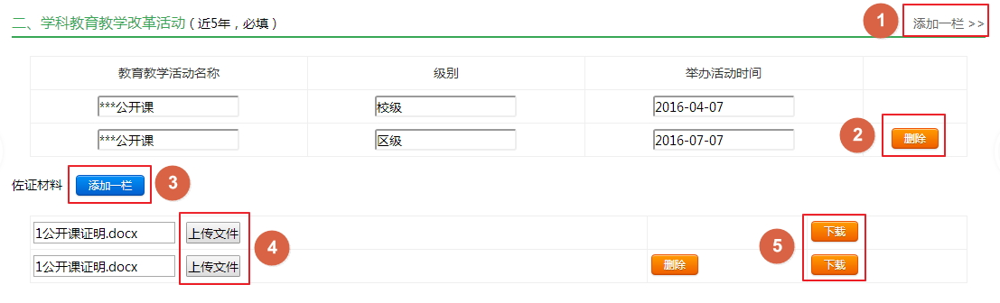 二、学科教育教学改革活动（近5年，必填） 1 添加一栏 >>
教育教学活动名称 级别 举办活动时间
***公开课 校级 2016-04-07
***公开课 区级 2016-07-07 2 删除
佐证材料 添加一栏 3
1公开课证明.docx 上传文件 下载
4 5
1公开课证明.docx 上传文件 删除 下载